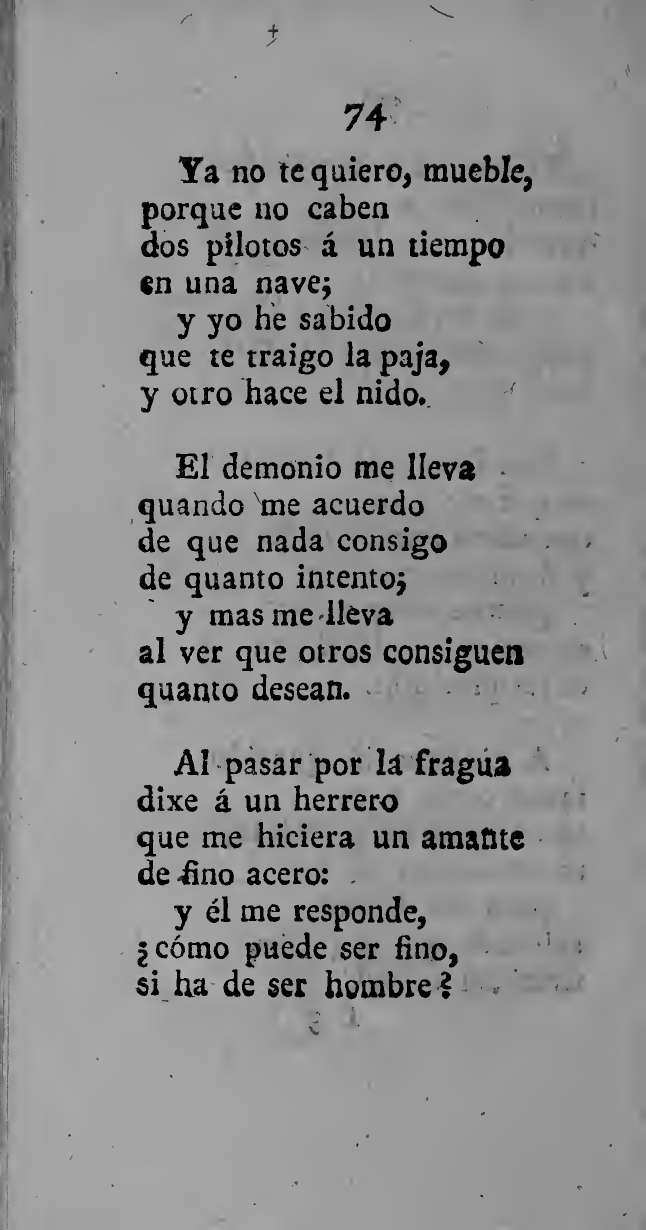 74
Ya no te quiero, mueble,
porque no caben
dos pilotos á un tiempo
en una nave;
y yo he sabido
que te traigo la paja,
y otro hace el nido.
El demonio me lleva
quando me acuerdo
de que nada consigo
de quanto intento;
y mas me lleva
al ver que otros consiguen
quanto desean.
Al pasar por la fragua
dixe á un herrero
que me hiciera un amante
de fino acero:
y él me responde,
¿cómo puede ser fino,
si ha de ser hombre?